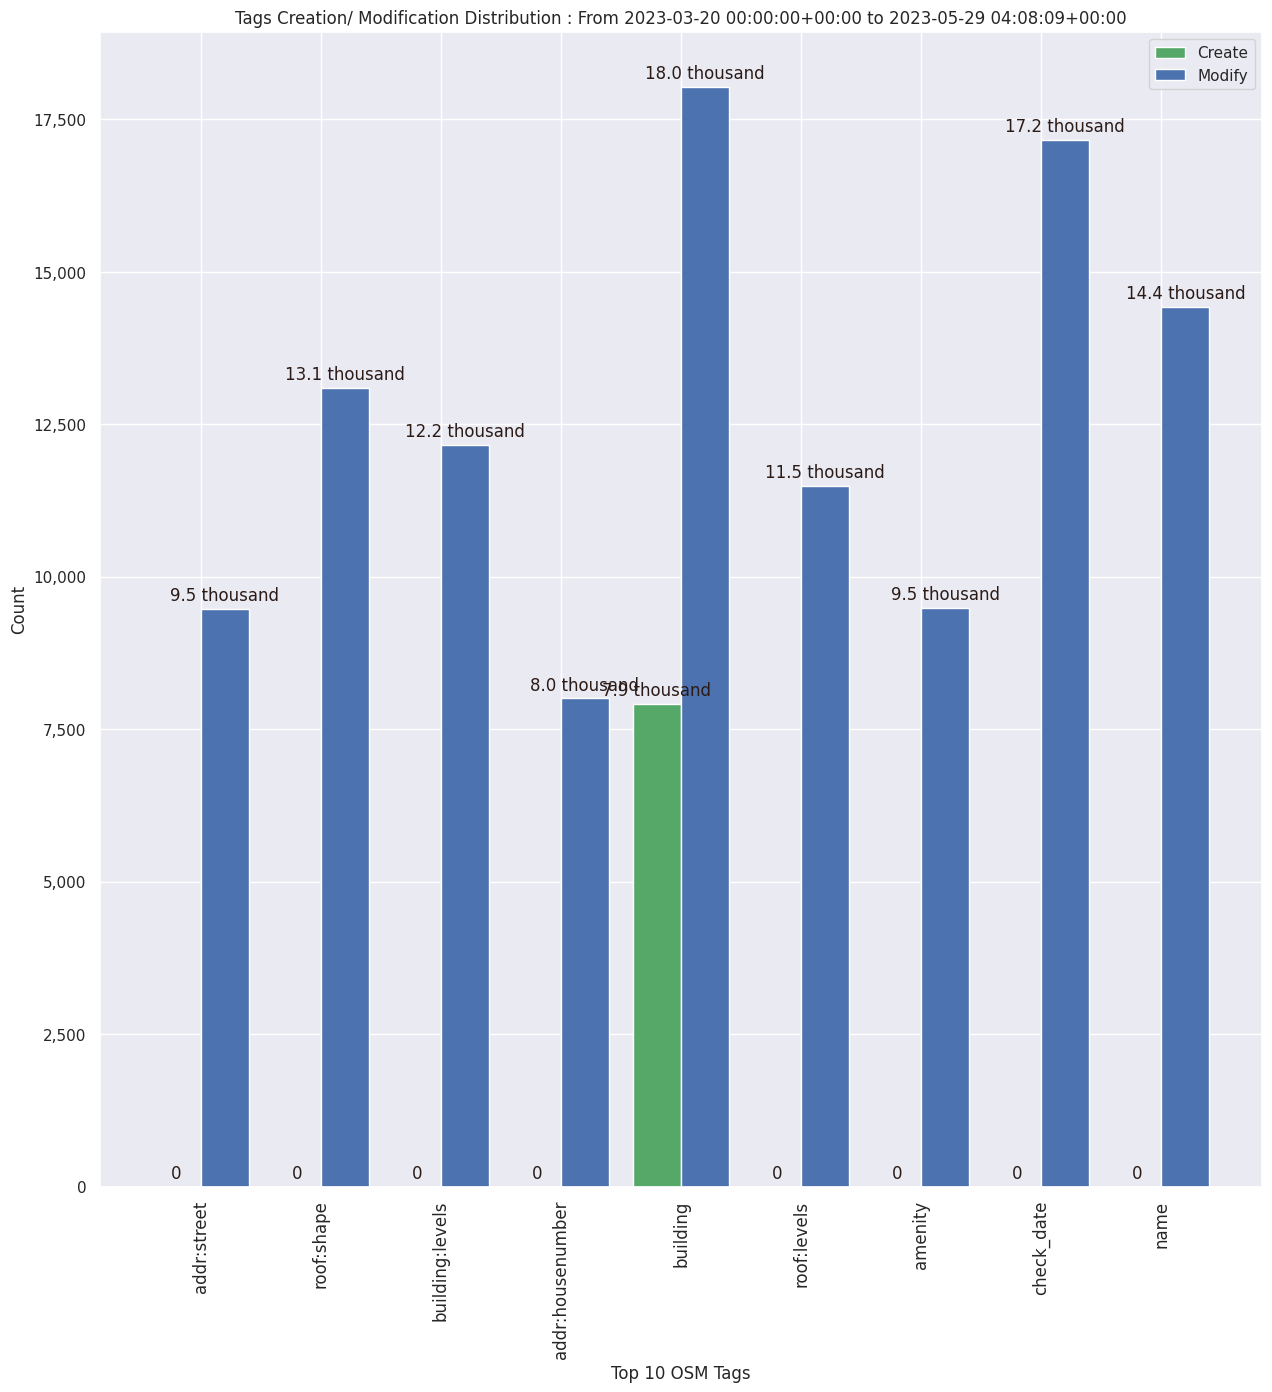 Tags Creation/ Modification Distribution : From 2023-03-20 00:00:00+00:00 to 2023-05-29 04:08:09+00:00
Create
Modify
18.0 thousand
17.2 thousand
14.4 thousand
13.1 thousand
12.2 thousand
11.5 thousand
9.5 thousand
9.5 thousand
8.0 thousand
7.9 thousand
17,500
15,000
12,500
10,000
7,500
5,000
2,500
0
Count
0
0
0
0
0
0
0
0
addr:street
roof:shape
building:levels
addr:housenumber
building
roof:levels
amenity
check_date
name
Top 10 OSM Tags